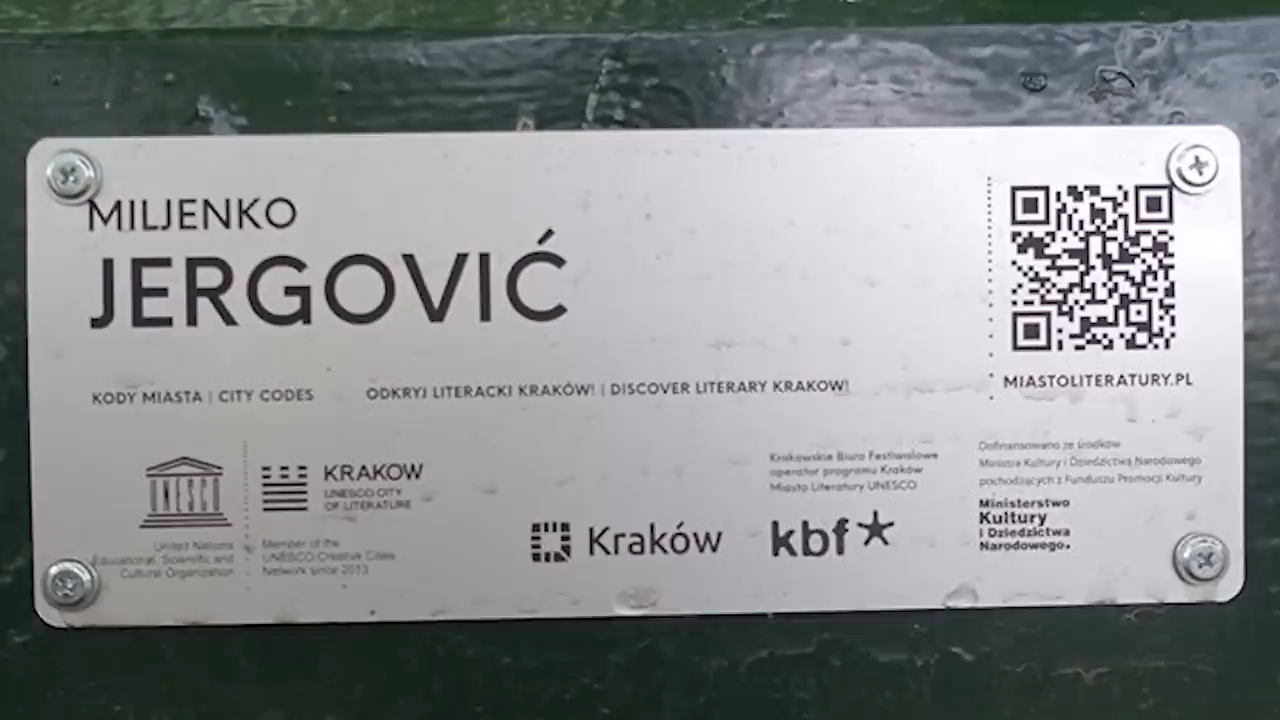 MILJENKO
JERGOVIĆ
KODY MIASTA | CITY CODES
ODKRYJ LITERACKI KRAKÓW! | DISCOVER LITERARY KRAKOW!
MIASTOLITERATURY.PL
UNESCO
United Nations
Educational, Scientific and
Cultural Organization
KRAKOW
UNESCO CITY
OF LITERATURE
Member of the
UNESCO Creative Cities
Network since 2013
Kraków
Krakowskie Biuro Festiwalowe
operator programu Kraków
Miasto Literatury UNESCO
kbf
Dofinansowano ze środków
Ministra Kultury i Dziedzictwa Narodowego
pochodzących z Funduszu Promocji Kultury
Ministerstwo
Kultury
i Dziedzictwa
Narodowego.